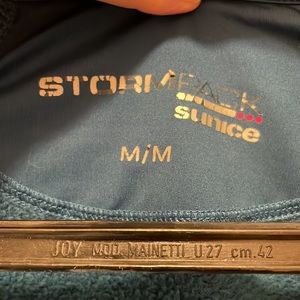 STORMPACK
sunice
M/M
JOY MOD. MAINETTI U-27 cm. 42